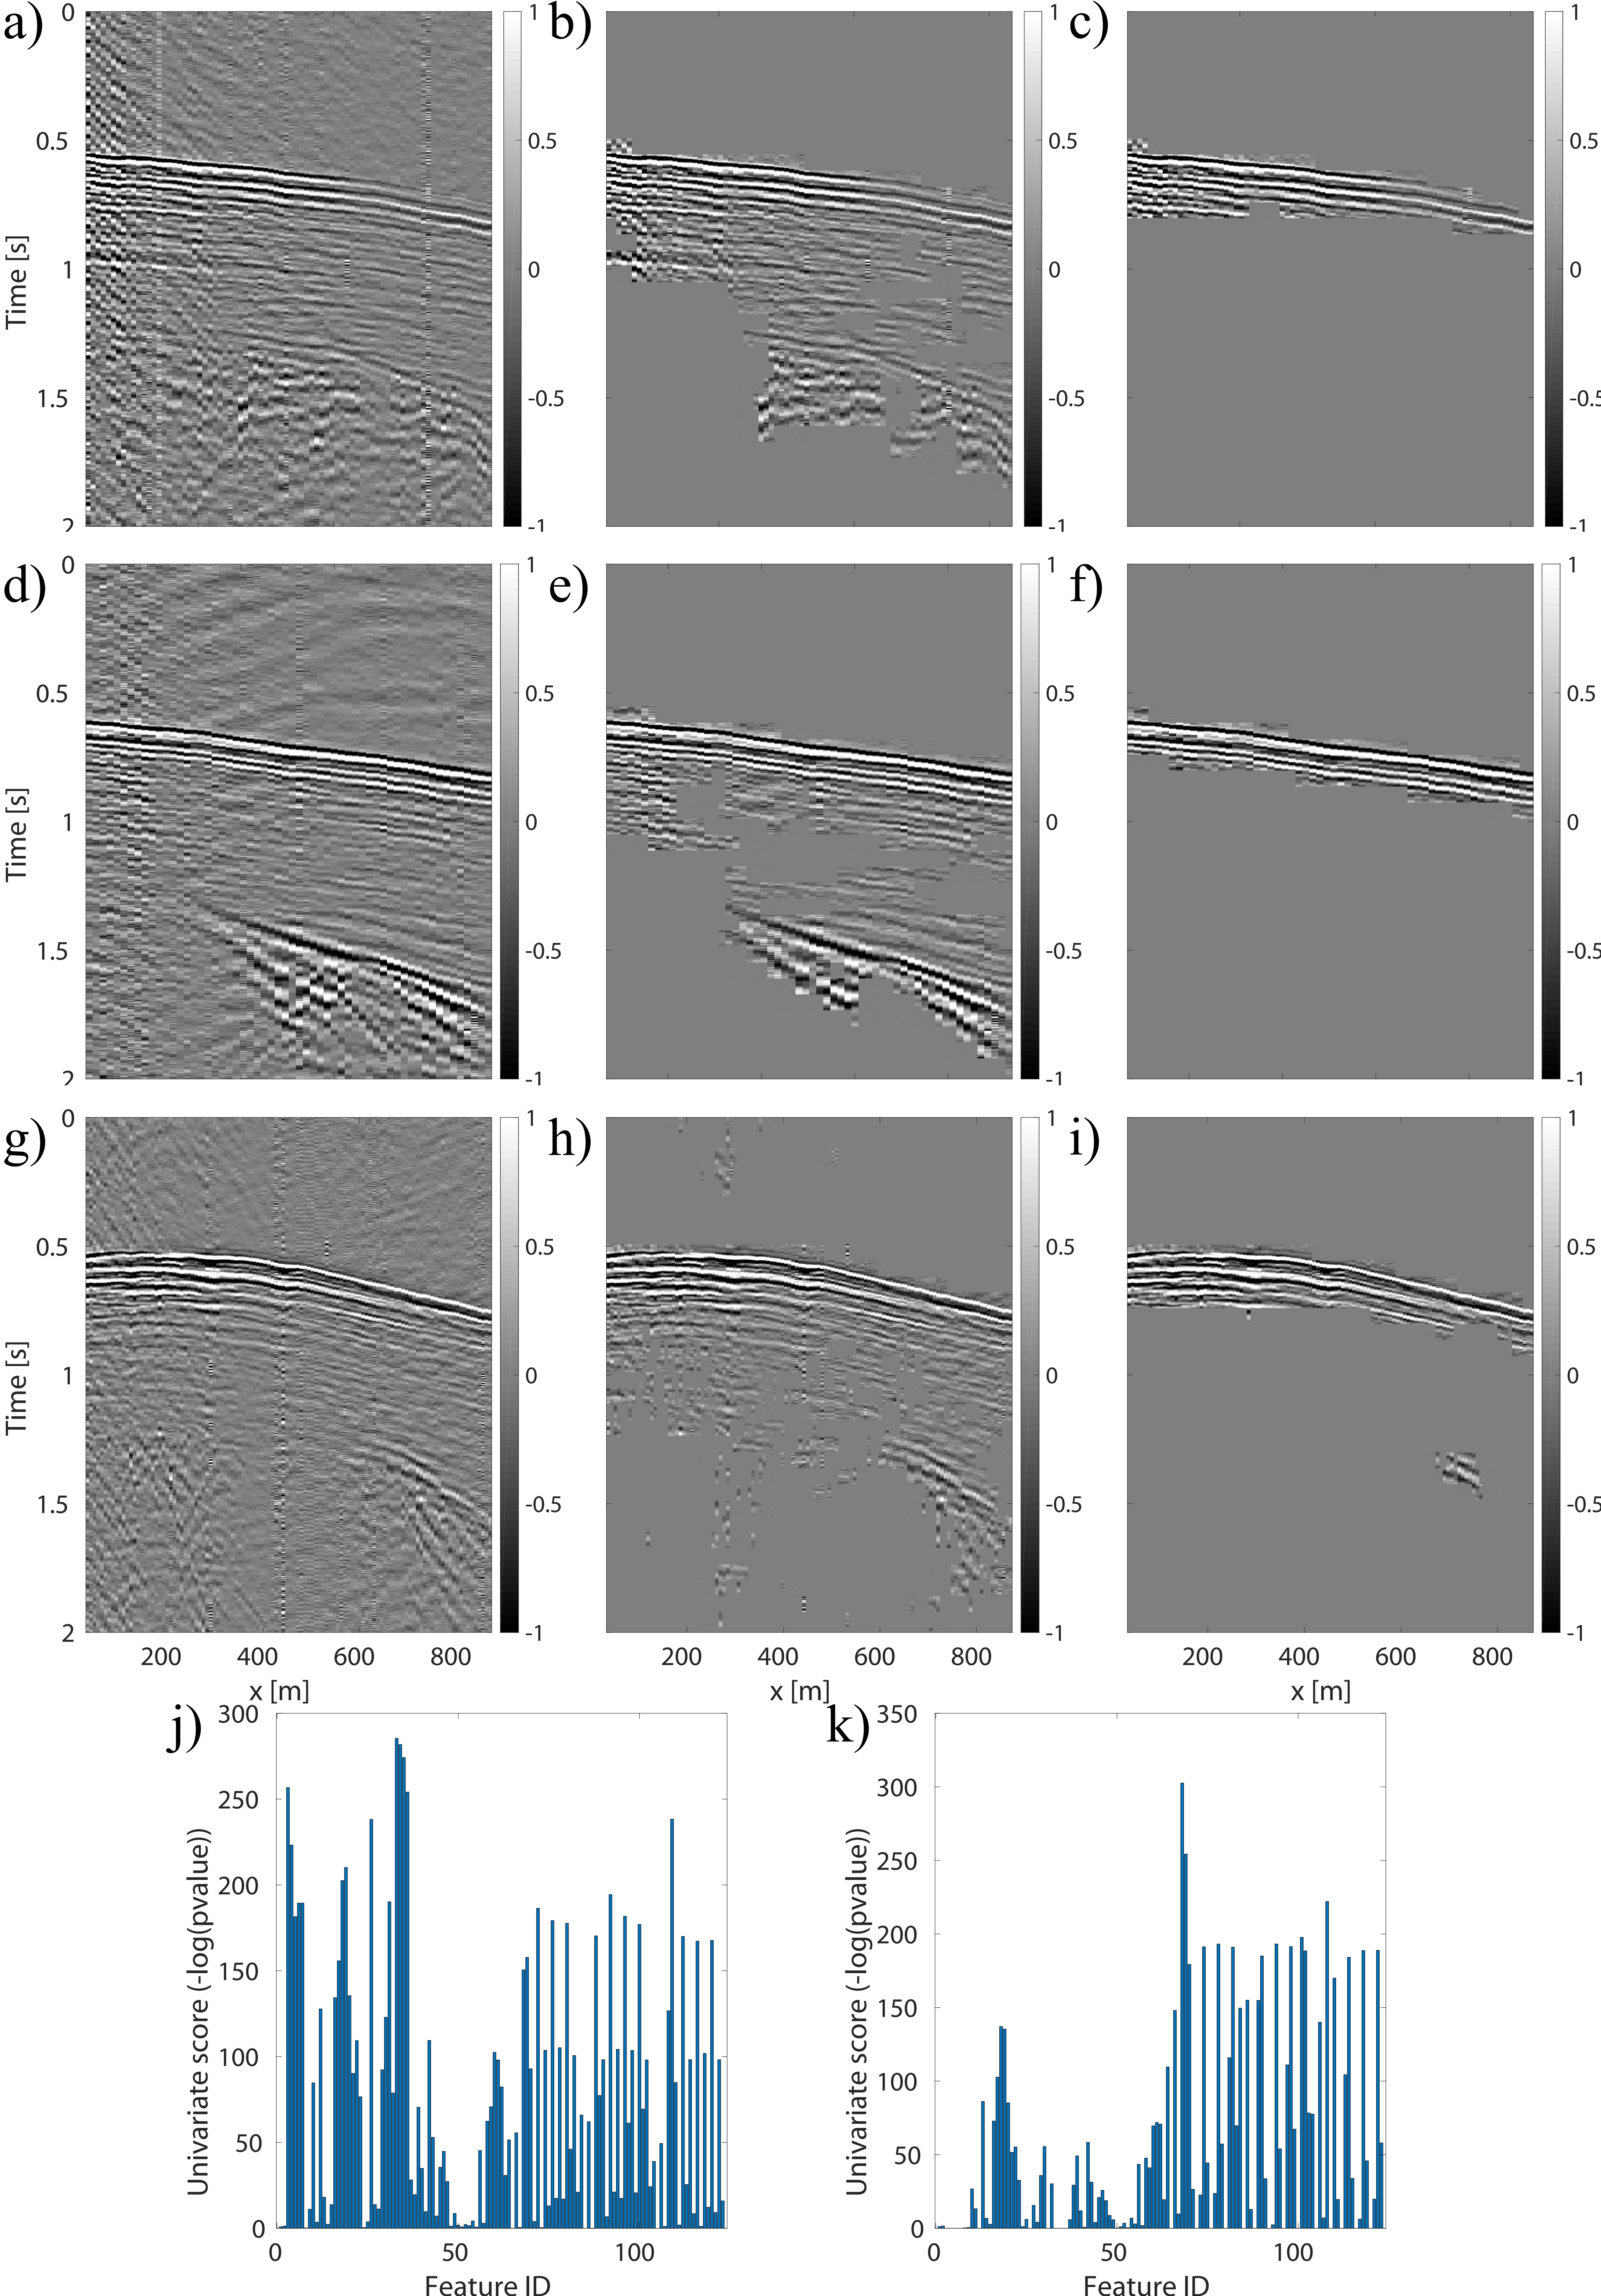 a)
0
0.5
1
1.5
2
Time [s]
1
0.5
0
-0.5
-1
b)
1
0.5
0
-0.5
-1
c)
1
0.5
0
-0.5
-1
d)
0
0.5
1
1.5
2
Time [s]
1
0.5
0
-0.5
-1
e)
1
0.5
0
-0.5
-1
f)
1
0.5
0
-0.5
-1
g)
0
0.5
1
1.5
2
Time [s]
200 400 600 800
x [m]
1
0.5
0
-0.5
-1
h)
200 400 600 800
x [m]
1
0.5
0
-0.5
-1
i)
200 400 600 800
x [m]
1
0.5
0
-0.5
-1
j)
300
250
200
150
100
50
0
Univariate score (-log(pvalue))
0 50 100
Feature ID
k)
350
300
250
200
150
100
50
0
Univariate score (-log(pvalue))
0 50 100
Feature ID